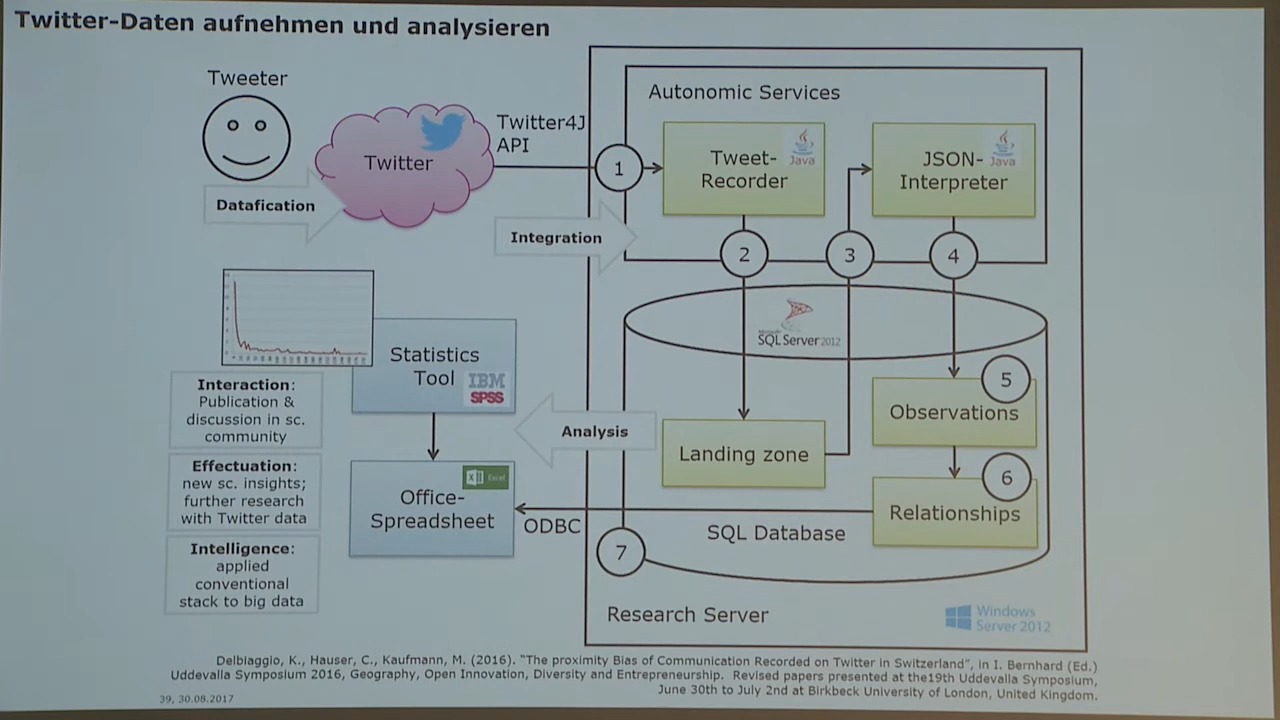 Twitter-Daten aufnehmen und analysieren
Tweeter
Twitter
Datafication
Twitter4J
API
Integration
Autonomic Services
1
Tweet-
Recorder
Java
JSON-
Interpreter
Java
2
3
4
Microsoft
SQL Server 2012
5
Observations
6
Relationships
Landing zone
SQL Database
7
Research Server
Windows
Server 2012
Analysis
ODBC
Statistics
Tool
IBM
SPSS
Excel
Office-
Spreadsheet
Interaction:
Publication &
discussion in sc.
community
Effectuation:
new sc. insights;
further research
with Twitter data
Intelligence:
applied
conventional
stack to big data
Delbiaggio, K., Hauser, C., Kaufmann, M. (2016). "The proximity Bias of Communication Recorded on Twitter in Switzerland", in I. Bernhard (Ed.)
Uddevalla Symposium 2016, Geography, Open Innovation, Diversity and Entrepreneurship. Revised papers presented at the19th Uddevalla Symposium,
June 30th to July 2nd at Birkbeck University of London, United Kingdom.
39, 30.08.2017